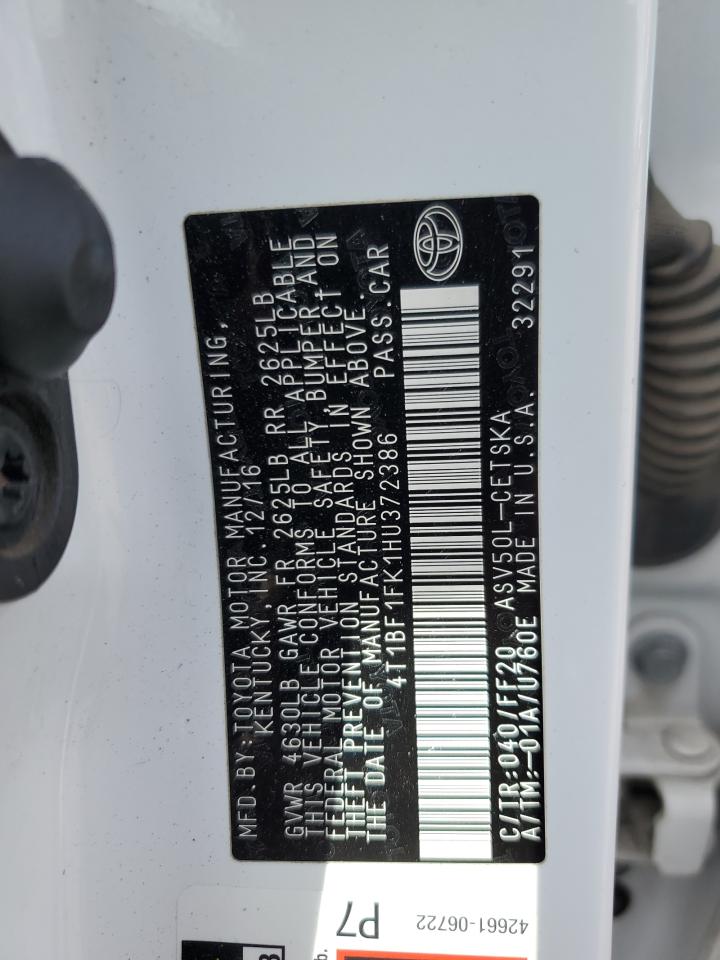 MFD.BY:TOYOTA MOTOR MANUFACTURING,
KENTUCKY,INC.12/16
GVWR 4630LB GAWR FR 2625LB RR 2625LB
THIS VEHICLE CONFORMS TO ALL APPLICABLE
FEDERAL MOTOR VEHICLE SAFETY,BUMPER AND
THEFT PREVENTION STANDARDS IN EFFECT ON
THE DATE OF MANUFACTURE SHOWN ABOVE.
4T1BF1FK1HU372386 PASS.CAR
C/TR:040/FF20 ASV50L-CETSKA 32291
A/TM:-01A/U760E MADE IN U.S.A.
P7
42661-06722